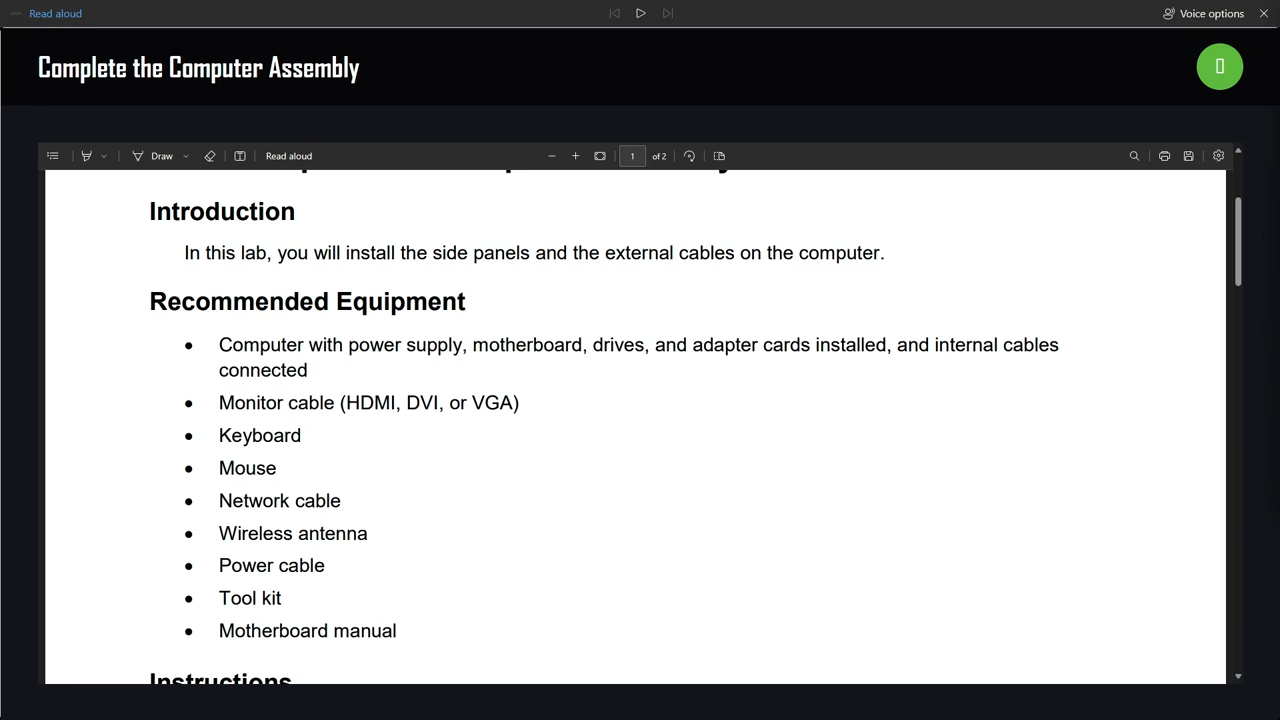 Read aloud
Voice options
Complete the Computer Assembly
Draw
Read aloud
1 of 2
Introduction
In this lab, you will install the side panels and the external cables on the computer.
Recommended Equipment
• Computer with power supply, motherboard, drives, and adapter cards installed, and internal cables
connected
• Monitor cable (HDMI, DVI, or VGA)
• Keyboard
• Mouse
• Network cable
• Wireless antenna
• Power cable
• Tool kit
• Motherboard manual
Instructions